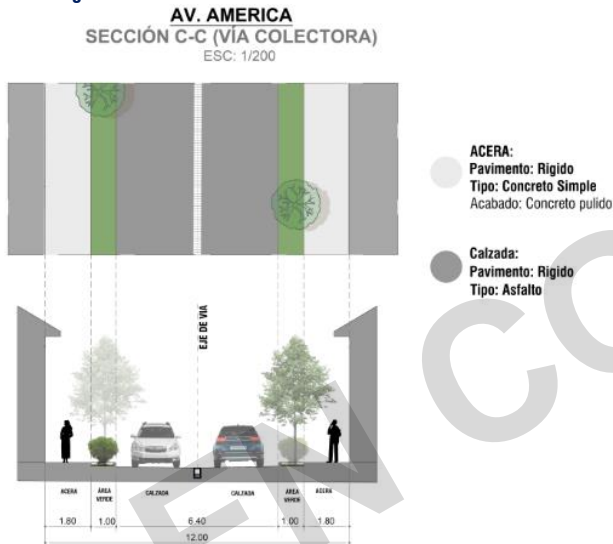 AV. AMERICA
SECCIÓN C-C (VÍA COLECTORA)
ESC: 1/200
ACERA:
Pavimento: Rigido
Tipo: Concreto Simple
Acabado: Concreto pulido
Calzada:
Pavimento: Rigido
Tipo: Asfalto
EJE DE VIA
ACERA
ÁREA VERDE
CALZADA
CALZADA
ÁREA VERDE
ACERA
1.80 1.00 6.40 1.00 1.80
12.00
EN CO